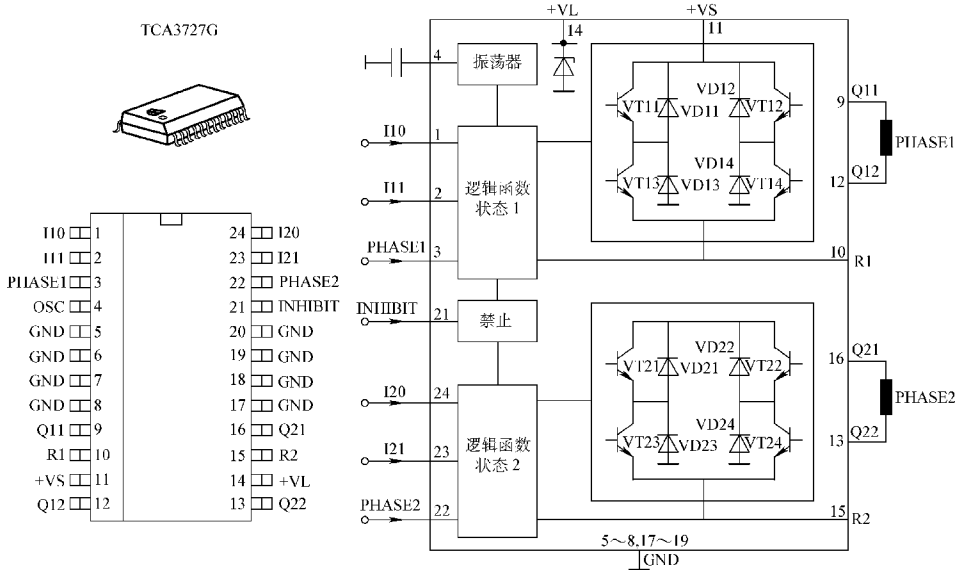 TCA3727G
I10 1 24 I20
I11 2 23 I21
PHASE1 3 22 PHASE2
OSC 4 21 INHIBIT
GND 5 20 GND
GND 6 19 GND
GND 7 18 GND
GND 8 17 GND
Q11 9 16 Q21
R1 10 15 R2
+VS 11 14 +VL
Q12 12 13 Q22
+VL
14
+VS
11
4
振荡器
I10
1
I11
2
PHASE1
3
逻辑函数
状态 1
INHIBIT
21
禁止
I20
24
I21
23
PHASE2
22
逻辑函数
状态 2
VD12
VT11 VD11 VT12
VD14
VT13 VD13 VT14
9 Q11
PHASE1
12 Q12
10 R1
VD22
VT21 VD21 VT22
VD24
VT23 VD23 VT24
16 Q21
PHASE2
13 Q22
15 R2
5～8,17～19
GND